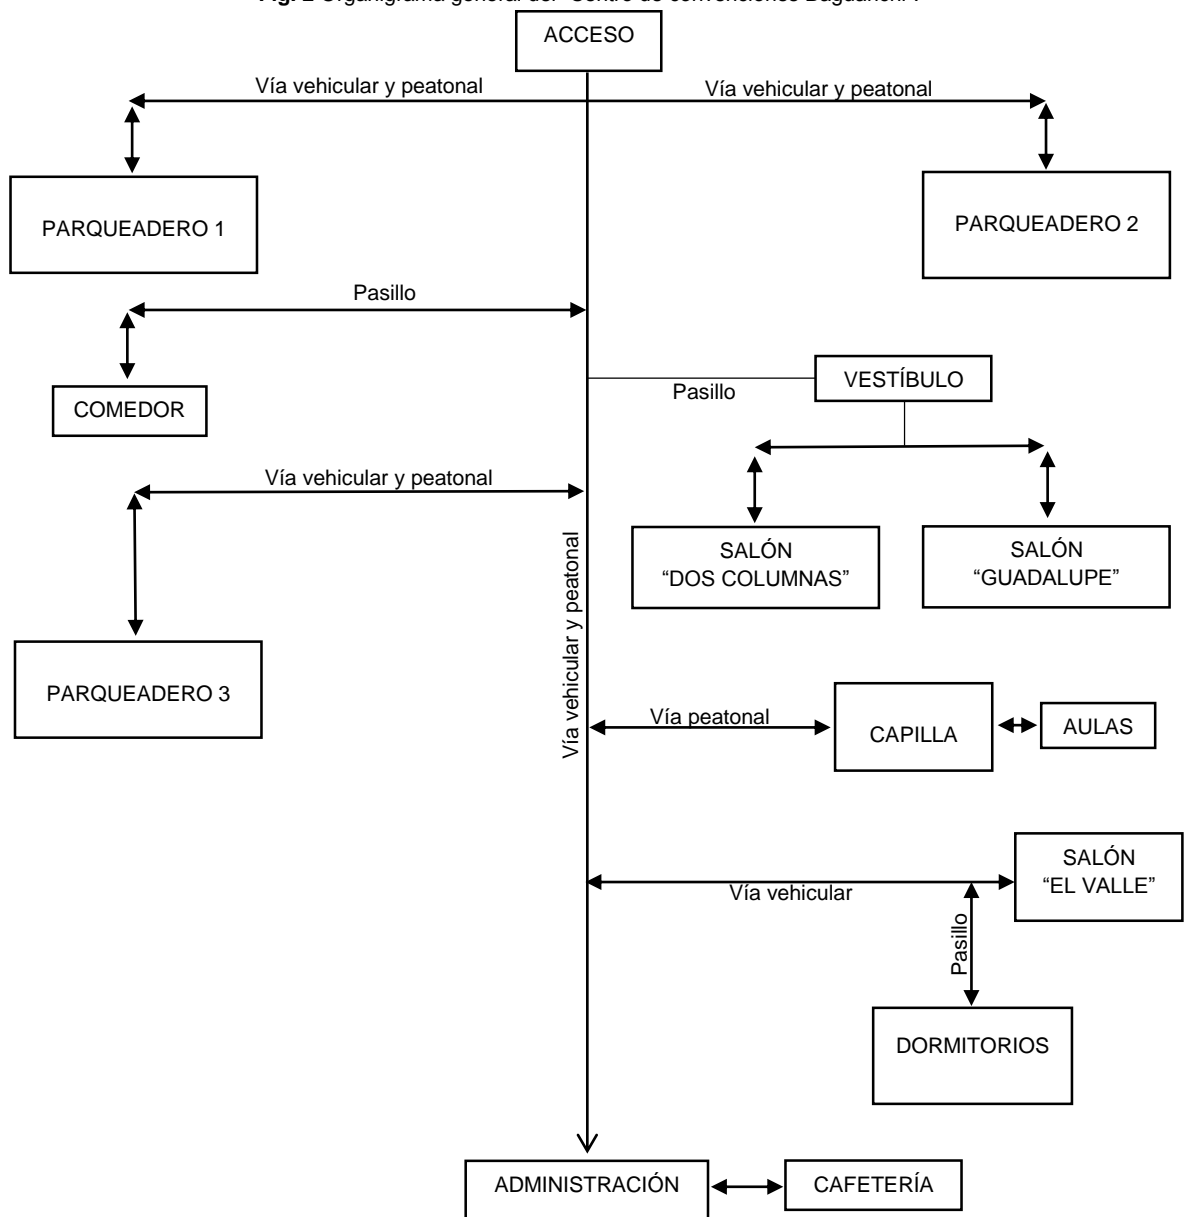 ACCESO
Vía vehicular y peatonal
Vía vehicular y peatonal
PARQUEADERO 1
PARQUEADERO 2
Pasillo
COMEDOR
VESTÍBULO
Pasillo
Vía vehicular y peatonal
SALÓN
“DOS COLUMNAS”
SALÓN
“GUADALUPE”
Vía vehicular y peatonal
PARQUEADERO 3
Vía peatonal
CAPILLA
AULAS
SALÓN
“EL VALLE”
Vía vehicular
Pasillo
DORMITORIOS
ADMINISTRACIÓN
CAFETERÍA